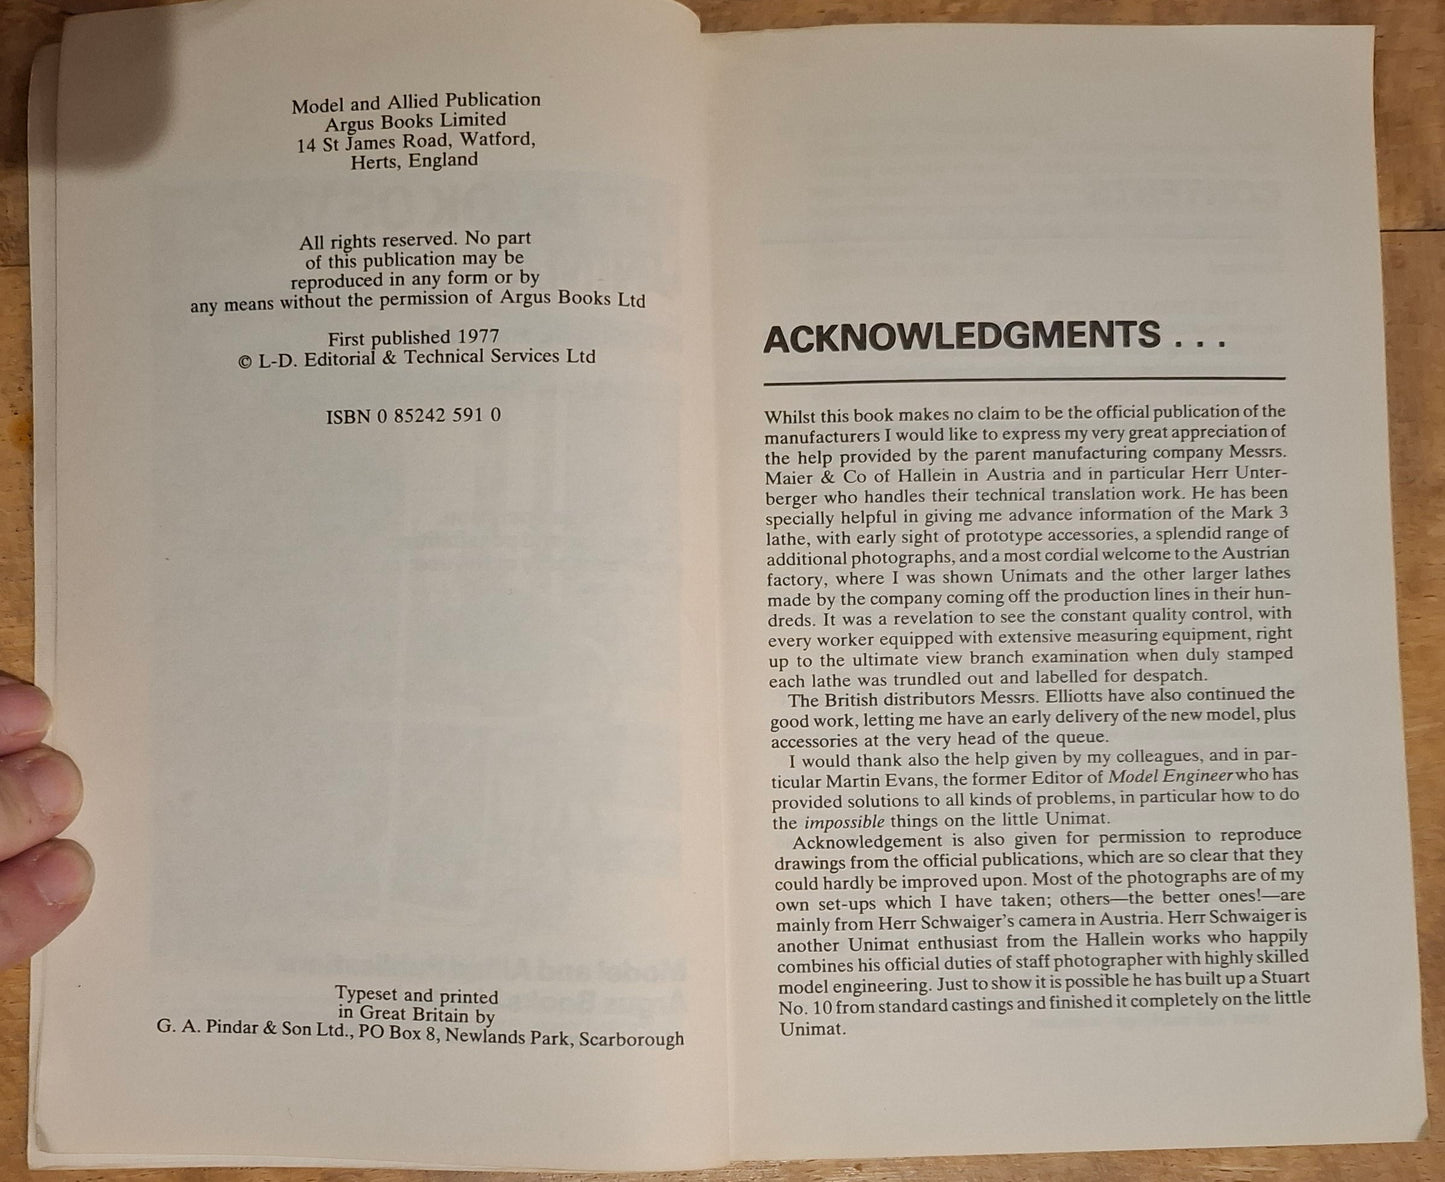 Model and Allied Publication
Argus Books Limited
14 St James Road, Watford,
Herts, England
All rights reserved. No part
of this publication may be
reproduced in any form or by
any means without the permission of Argus Books Ltd
First published 1977
© L-D. Editorial & Technical Services Ltd
ISBN 0 85242 591 0
Typeset and printed
in Great Britain by
G. A. Pindar & Son Ltd., PO Box 8, Newlands Park, Scarborough
ACKNOWLEDGMENTS . . .
Whilst this book makes no claim to be the official publication of the
manufacturers I would like to express my very great appreciation of
the help provided by the parent manufacturing company Messrs.
Maier & Co of Hallein in Austria and in particular Herr Unter-
berger who handles their technical translation work. He has been
specially helpful in giving me advance information of the Mark 3
lathe, with early sight of prototype accessories, a splendid range of
additional photographs, and a most cordial welcome to the Austrian
factory, where I was shown Unimats and the other larger lathes
made by the company coming off the production lines in their hun-
dreds. It was a revelation to see the constant quality control, with
every worker equipped with extensive measuring equipment, right
up to the ultimate view branch examination when duly stamped
each lathe was trundled out and labelled for despatch.
The British distributors Messrs. Elliotts have also continued the
good work, letting me have an early delivery of the new model, plus
accessories at the very head of the queue.
I would thank also the help given by my colleagues, and in par-
ticular Martin Evans, the former Editor of Model Engineer who has
provided solutions to all kinds of problems, in particular how to do
the impossible things on the little Unimat.
Acknowledgement is also given for permission to reproduce
drawings from the official publications, which are so clear that they
could hardly be improved upon. Most of the photographs are of my
own set-ups which I have taken; others—the better ones!—are
mainly from Herr Schwaiger's camera in Austria. Herr Schwaiger is
another Unimat enthusiast from the Hallein works who happily
combines his official duties of staff photographer with highly skilled
model engineering. Just to show it is possible he has built up a Stuart
No. 10 from standard castings and finished it completely on the little
Unimat.